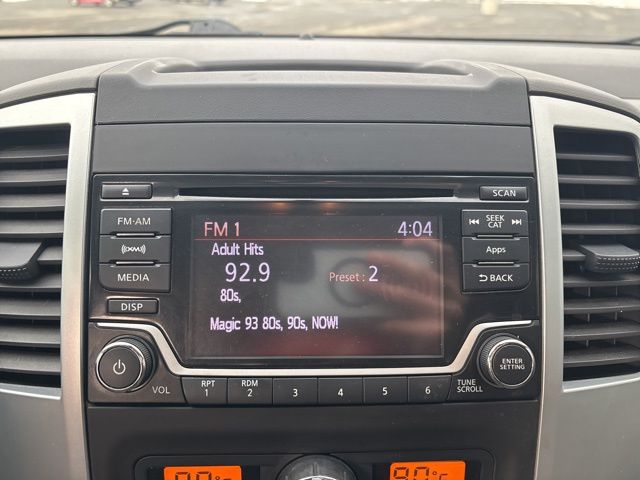 SCAN
FM-AM
FM 1
4:04
SEEK
CAT
((XM))
Adult Hits
Apps
MEDIA
92.9
Preset: 2
BACK
80s,
DISP
Magic 93 80s, 90s, NOW!
ENTER
SETTING
VOL
RPT
1
RDM
2
3
4
5
6
TUNE
SCROLL